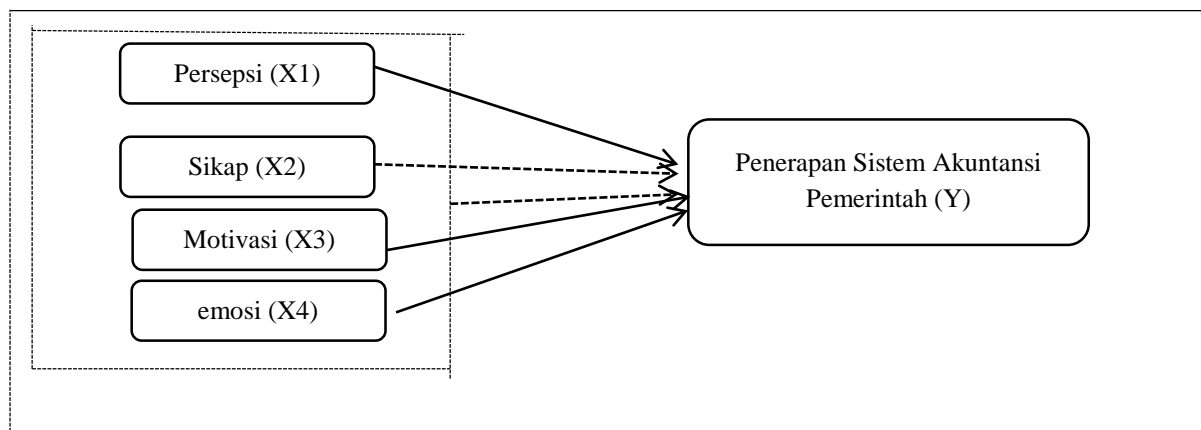 Persepsi (X1)
Sikap (X2)
Motivasi (X3)
emosi (X4)
Penerapan Sistem Akuntansi
Pemerintah (Y)